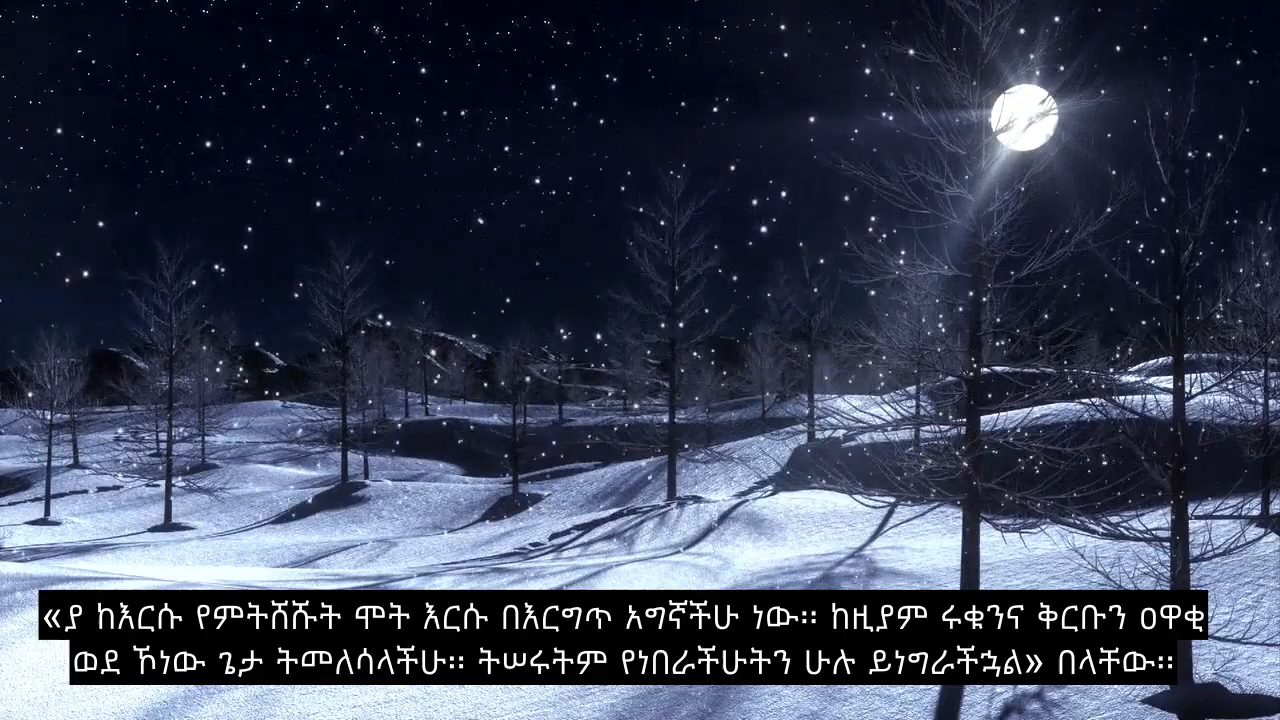 «ያ ከእርሱ የምትሸሹት ሞት እርሱ በእርግጥ አግኛችሁ ነው፡፡ ከዚያም ሩቁንና ቅርቡን ዐዋቂ
ወደ ኾነው ጌታ ትመለሳላችሁ፡፡ ትሠሩትም የነበራችሁትን ሁሉ ይነግራችኋል» በላቸው፡፡